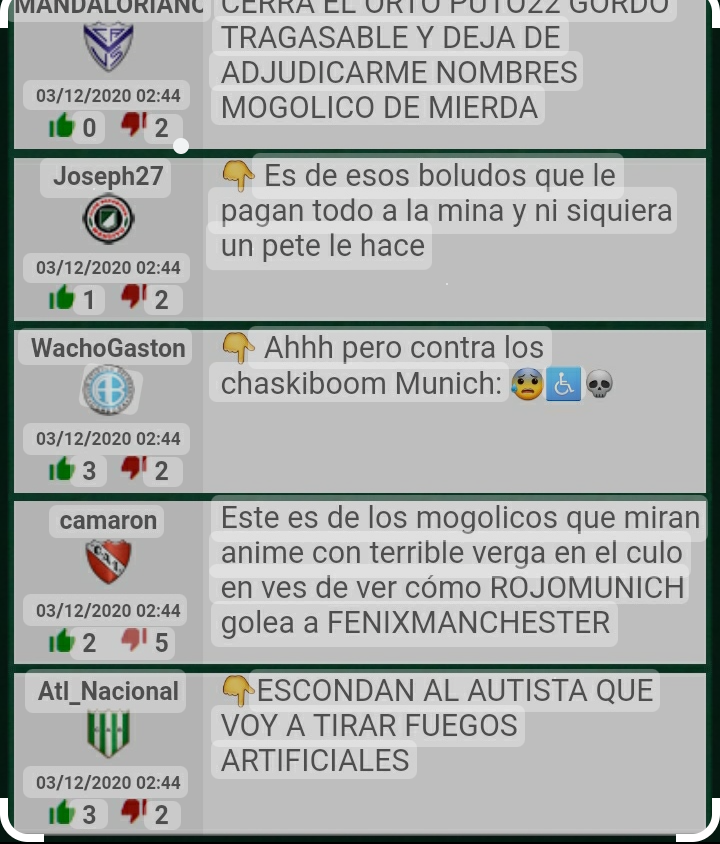 MANDALORIANO
CERRA EL ORTO PUTO22 GORDO
TRAGASABLE Y DEJA DE
ADJUDICARME NOMBRES
MOGOLICO DE MIERDA
03/12/2020 02:44
0 2
Joseph27
👇 Es de esos boludos que le
pagan todo a la mina y ni siquiera
un pete le hace
03/12/2020 02:44
1 2
WachoGaston
👇 Ahhh pero contra los
chaskiboom Munich: 😰♿💀
03/12/2020 02:44
3 2
camaron
Este es de los mogolicos que miran
anime con terrible verga en el culo
en ves de ver cómo ROJOMUNICH
golea a FENIXMANCHESTER
03/12/2020 02:44
2 5
Atl_Nacional
👇ESCONDAN AL AUTISTA QUE
VOY A TIRAR FUEGOS
ARTIFICIALES
03/12/2020 02:44
3 2